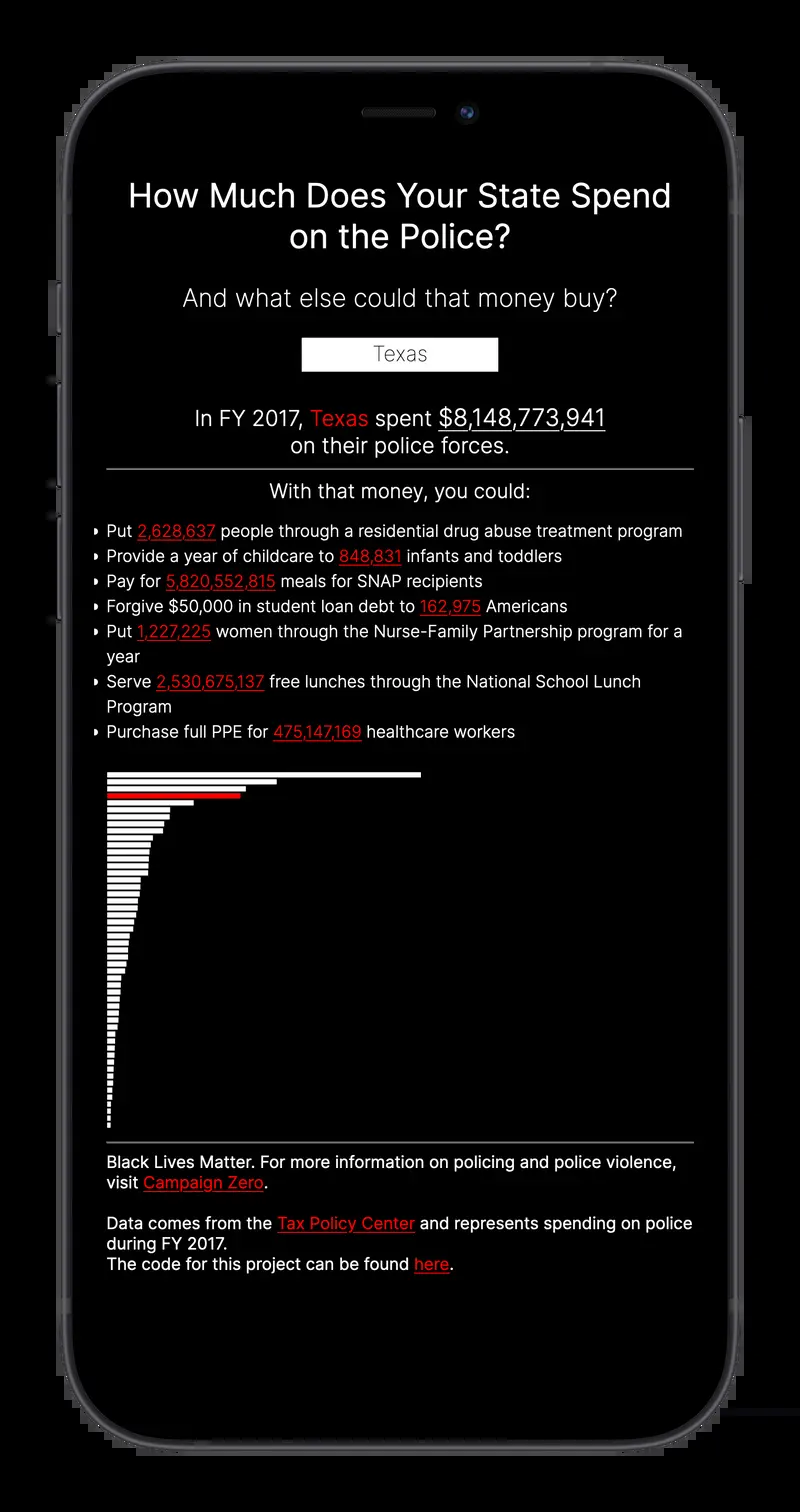 How Much Does Your State Spend
on the Police?
And what else could that money buy?
Texas
In FY 2017, Texas spent $8,148,773,941
on their police forces.
With that money, you could:
Put 2,628,637 people through a residential drug abuse treatment program
Provide a year of childcare to 848,831 infants and toddlers
Pay for 5,820,552,815 meals for SNAP recipients
Forgive $50,000 in student loan debt to 162,975 Americans
Put 1,227,225 women through the Nurse-Family Partnership program for a
year
Serve 2,530,675,137 free lunches through the National School Lunch
Program
Purchase full PPE for 475,147,169 healthcare workers
Black Lives Matter. For more information on policing and police violence,
visit Campaign Zero.
Data comes from the Tax Policy Center and represents spending on police
during FY 2017.
The code for this project can be found here.